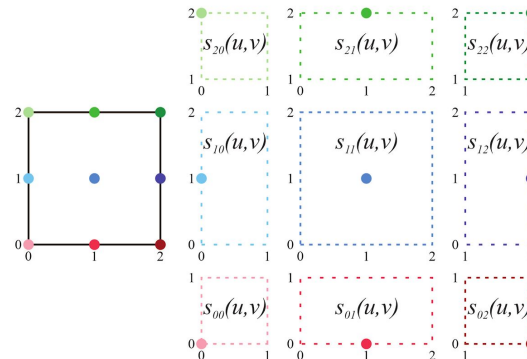 2 s₂₀(u,v) 2 s₂₁(u,v) 2 s₂₂(u,v)
1 1 1
0 1 0 1 2 1
2 2 2 2
s₁₀(u,v) s₁₁(u,v) s₁₂(u,v)
1 1 1 1
0 0 0 0
0 1 2 0 1 0 1 2 1
1 1 1
s₀₀(u,v) s₀₁(u,v) s₀₂(u,v)
0 0 0
0 1 0 1 2 1